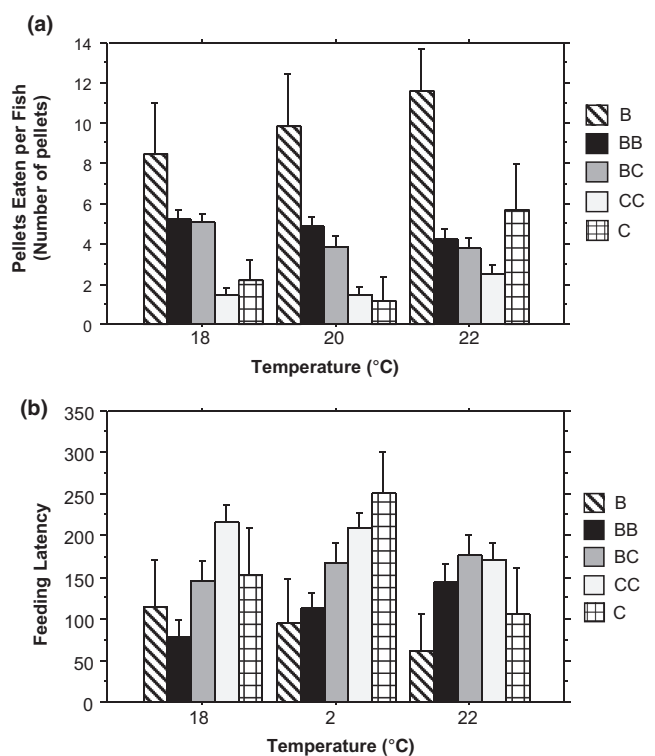 (a)
14
12
10
8
6
4
2
0
Pellets Eaten per Fish
(Number of pellets)
18 20 22
Temperature (°C)
B
BB
BC
CC
C
(b)
350
300
250
200
150
100
50
0
Feeding Latency
18 2 22
Temperature (°C)
B
BB
BC
CC
C